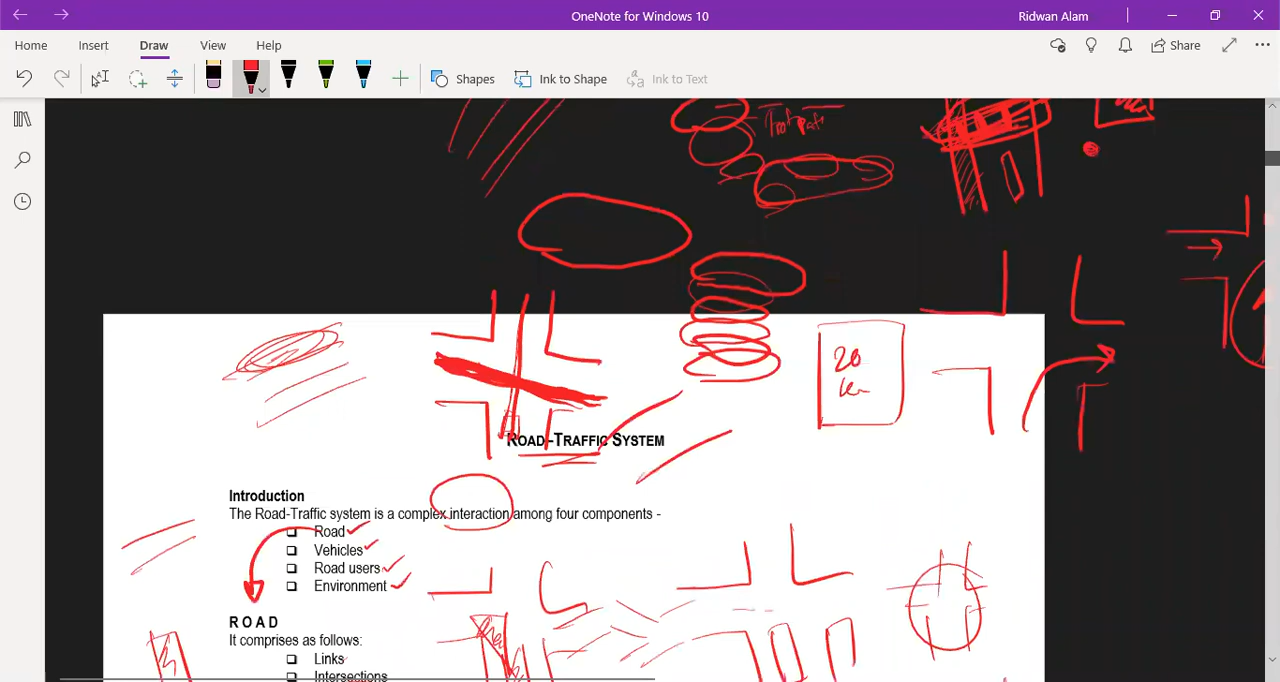 OneNote for Windows 10
Ridwan Alam
Home Insert Draw View Help
Share
Shapes Ink to Shape Ink to Text
20
ROAD-TRAFFIC SYSTEM
Introduction
The Road-Traffic system is a complex interaction among four components -
Road
Vehicles
Road users
Environment
ROAD
It comprises as follows:
Links
Intersections